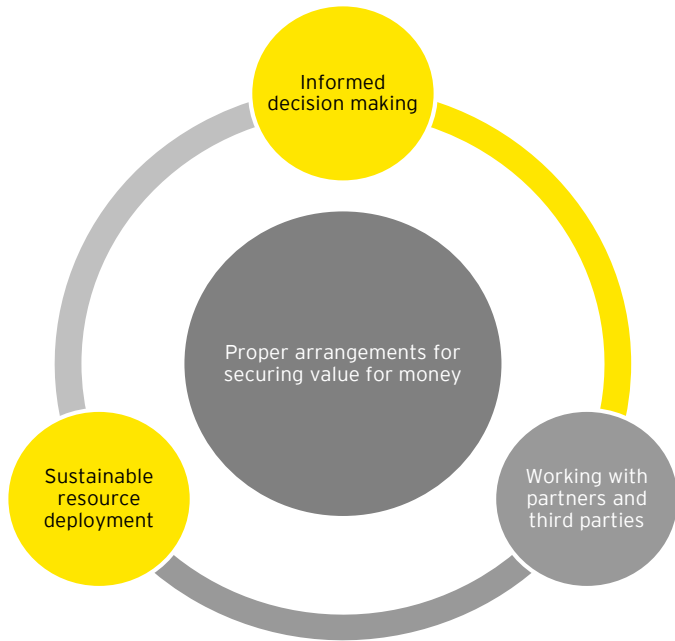 Informed
decision making
Proper arrangements for
securing value for money
Sustainable
resource
deployment
Working with
partners and
third parties